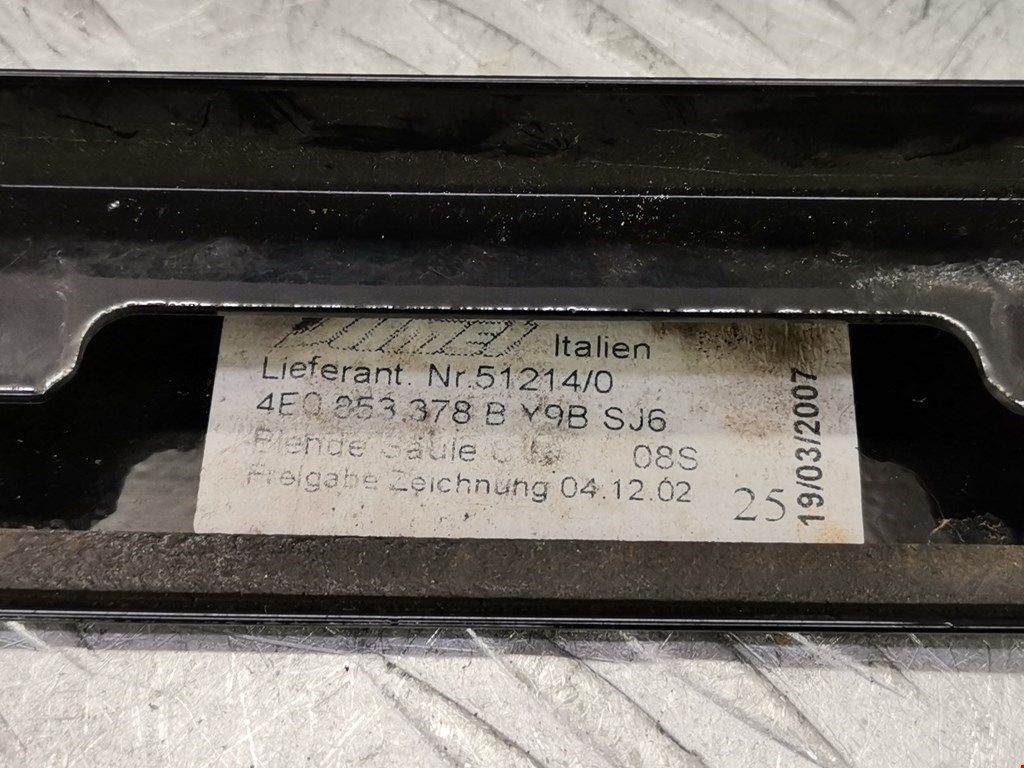 Italien
Lieferant. Nr.51214/0
4E0 853 378 B Y9B SJ6
Blende Säule 08S
Freigabe Zeichnung 04.12.02
25
19/03/2007